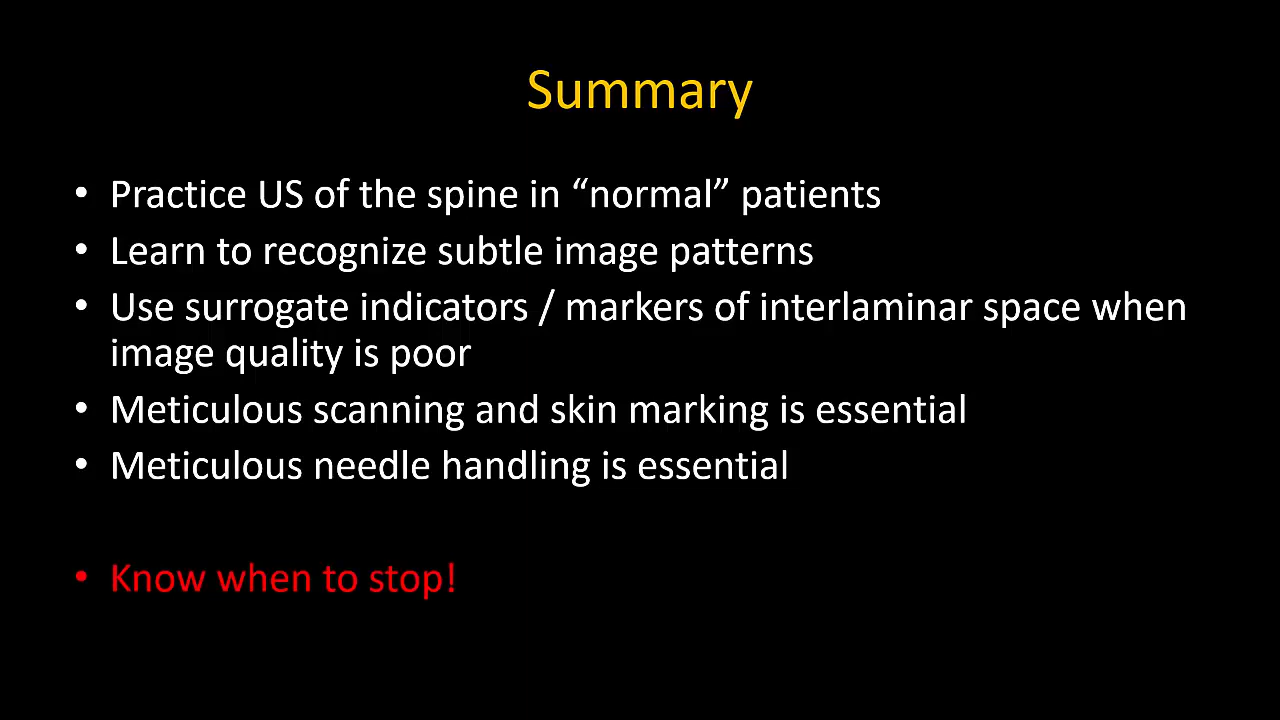 Summary
• Practice US of the spine in “normal” patients
• Learn to recognize subtle image patterns
• Use surrogate indicators / markers of interlaminar space when
image quality is poor
• Meticulous scanning and skin marking is essential
• Meticulous needle handling is essential
• Know when to stop!